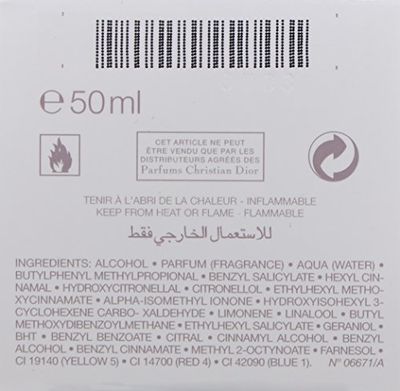 ℮ 50ml
CET ARTICLE NE PEUT
ÊTRE VENDU QUE PAR LES
DISTRIBUTEURS AGRÉÉS DES
Parfums Christian Dior
TENIR À L'ABRI DE LA CHALEUR - INFLAMMABLE
KEEP FROM HEAT OR FLAME - FLAMMABLE
للاستعمال الخارجي فقط
INGREDIENTS: ALCOHOL • PARFUM (FRAGRANCE) • AQUA (WATER) •
BUTYLPHENYL METHYLPROPIONAL • BENZYL SALICYLATE • HEXYL CIN-
NAMAL • HYDROXYCITRONELLAL • CITRONELLOL • ETHYLHEXYL METHO-
XYCINNAMATE • ALPHA-ISOMETHYL IONONE • HYDROXYISOHEXYL 3-
CYCLOHEXENE CARBO- XALDEHYDE • LIMONENE • LINALOOL • BUTYL
METHOXYDIBENZOYLMETHANE • ETHYLHEXYL SALICYLATE • GERANIOL •
BHT • BENZYL BENZOATE • CITRAL • CINNAMYL ALCOHOL • BENZYL
ALCOHOL • BENZYL CINNAMATE • METHYL 2-OCTYNOATE • FARNESOL •
CI 19140 (YELLOW 5) • CI 14700 (RED 4) • CI 42090 (BLUE 1). N° 06671/A